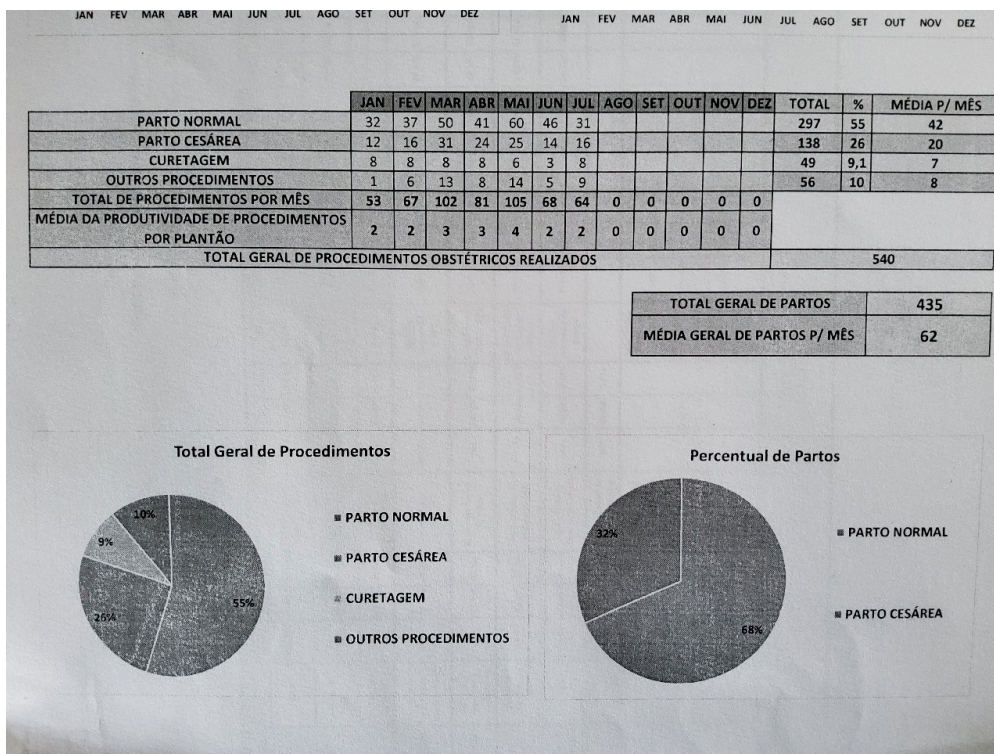 JAN FEV MAR ABR MAI JUN JUL AGO SET OUT NOV DEZ
JAN FEV MAR ABR MAI JUN JUL AGO SET OUT NOV DEZ
JAN FEV MAR ABR MAI JUN JUL AGO SET OUT NOV DEZ TOTAL % MÉDIA P/ MÊS
PARTO NORMAL 32 37 50 41 60 46 31 297 55 42
PARTO CESÁREA 12 16 31 24 25 14 16 138 26 20
CURETAGEM 8 8 8 8 6 3 8 49 9,1 7
OUTROS PROCEDIMENTOS 1 6 13 8 14 5 9 56 10 8
TOTAL DE PROCEDIMENTOS POR MÊS 53 67 102 81 105 68 64 0 0 0 0 0
MÉDIA DA PRODUTIVIDADE DE PROCEDIMENTOS
POR PLANTÃO 2 2 3 3 4 2 2 0 0 0 0 0
TOTAL GERAL DE PROCEDIMENTOS OBSTÉTRICOS REALIZADOS 540
TOTAL GERAL DE PARTOS 435
MÉDIA GERAL DE PARTOS P/ MÊS 62
Total Geral de Procedimentos
10%
9%
26%
55%
PARTO NORMAL
PARTO CESÁREA
CURETAGEM
OUTROS PROCEDIMENTOS
Percentual de Partos
32%
68%
PARTO NORMAL
PARTO CESÁREA